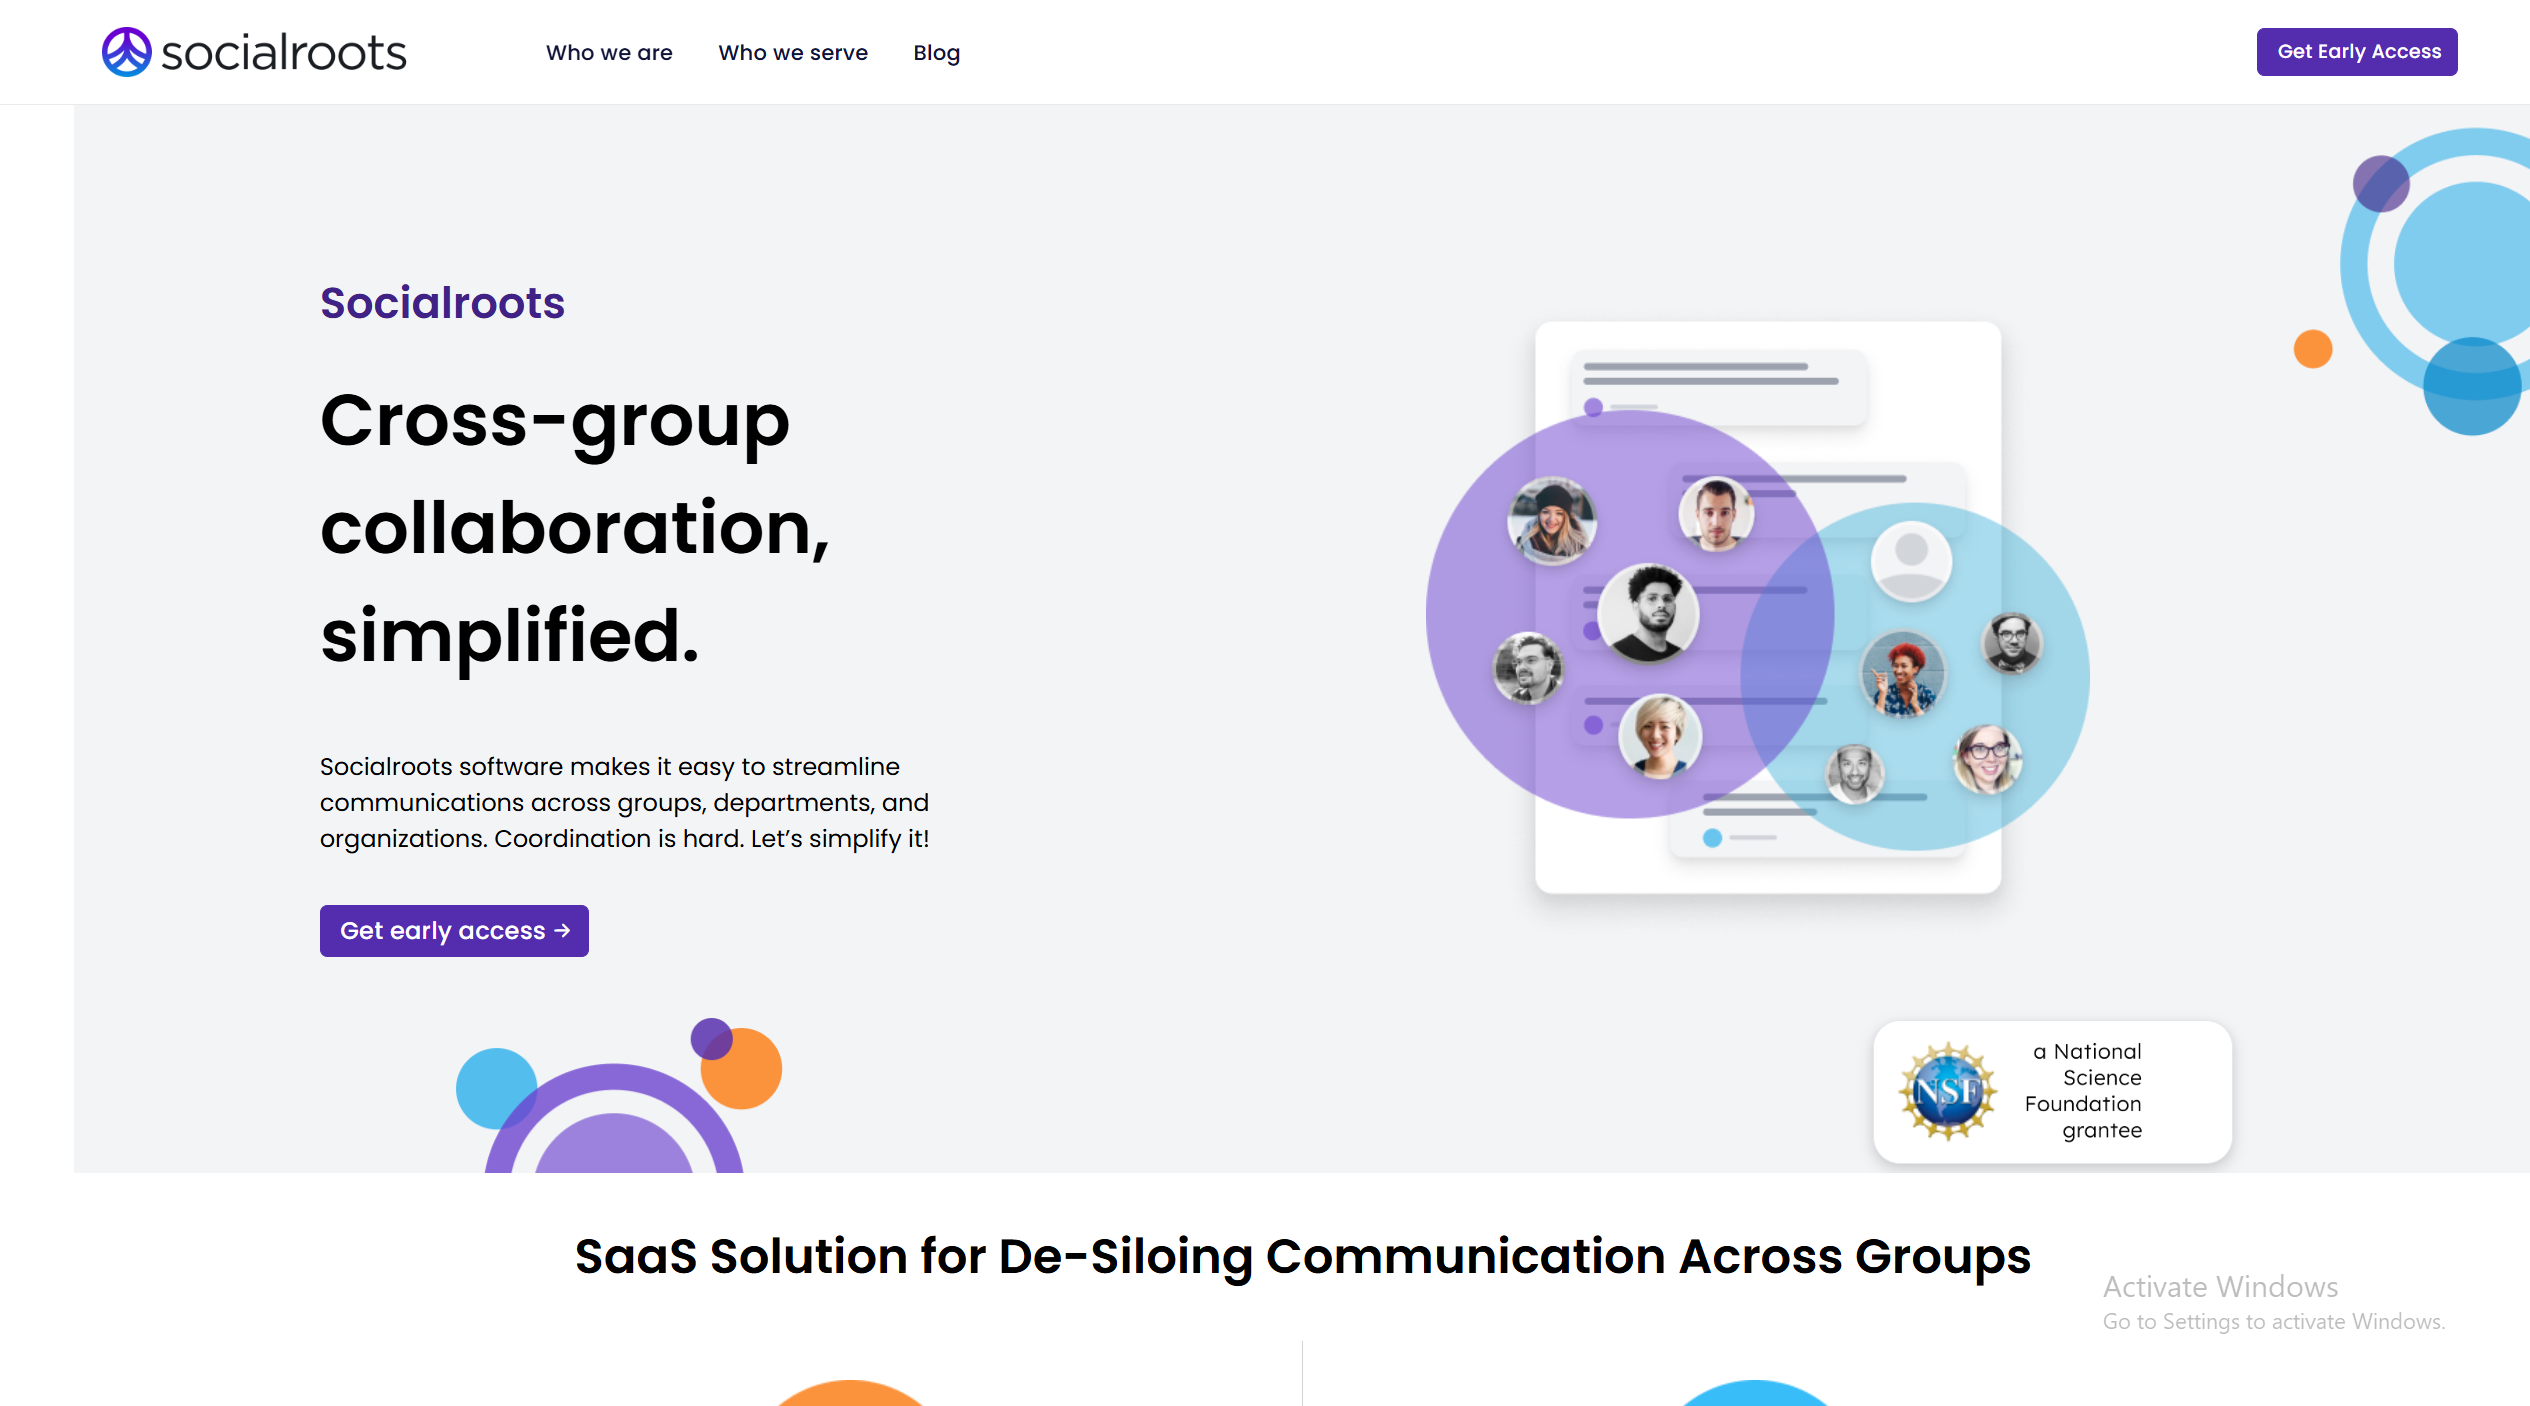 socialroots
Who we are
Who we serve
Blog
Get Early Access
Socialroots
Cross-group
collaboration,
simplified.
Socialroots software makes it easy to streamline
communications across groups, departments, and
organizations. Coordination is hard. Let’s simplify it!
Get early access →
NSF
a National
Science
Foundation
grantee
SaaS Solution for De-Siloing Communication Across Groups
Activate Windows
Go to Settings to activate Windows.